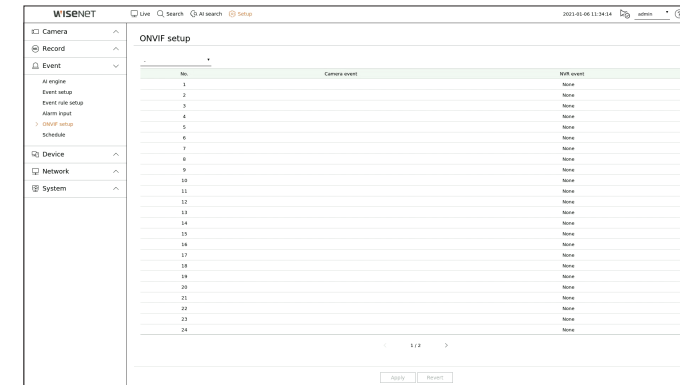 WISENET
Live Search AI search Setup 2021-01-06 11:34:14 admin
Camera
Record
Event
AI engine
Event setup
Event rule setup
Alarm input
ONVIF setup
Schedule
Device
Network
System
ONVIF setup
-
No. Camera event NVR event
1 None
2 None
3 None
4 None
5 None
6 None
7 None
8 None
9 None
10 None
11 None
12 None
13 None
14 None
15 None
16 None
17 None
18 None
19 None
20 None
21 None
22 None
23 None
24 None
1 / 2
Apply Revert